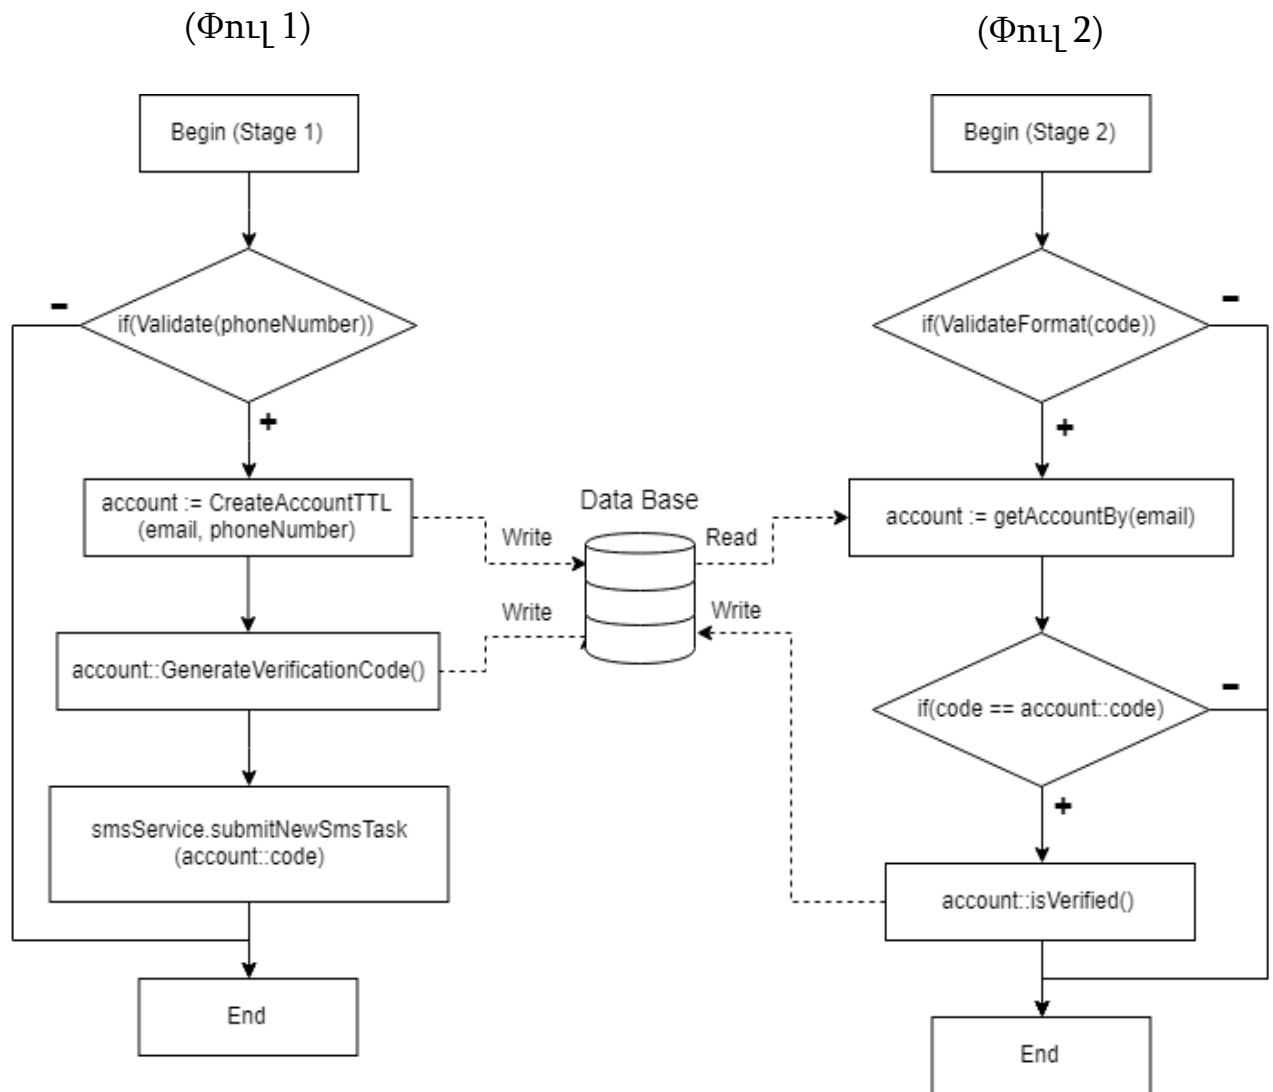 (Փուլ 1)
Begin (Stage 1)
-
if(Validate(phoneNumber))
+
account := CreateAccountTTL
(email, phoneNumber)
Write
account::GenerateVerificationCode()
Write
smsService.submitNewSmsTask
(account::code)
End
Data Base
(Փուլ 2)
Begin (Stage 2)
-
if(ValidateFormat(code))
+
Read
account := getAccountBy(email)
Write
-
if(code == account::code)
+
account::isVerified()
End